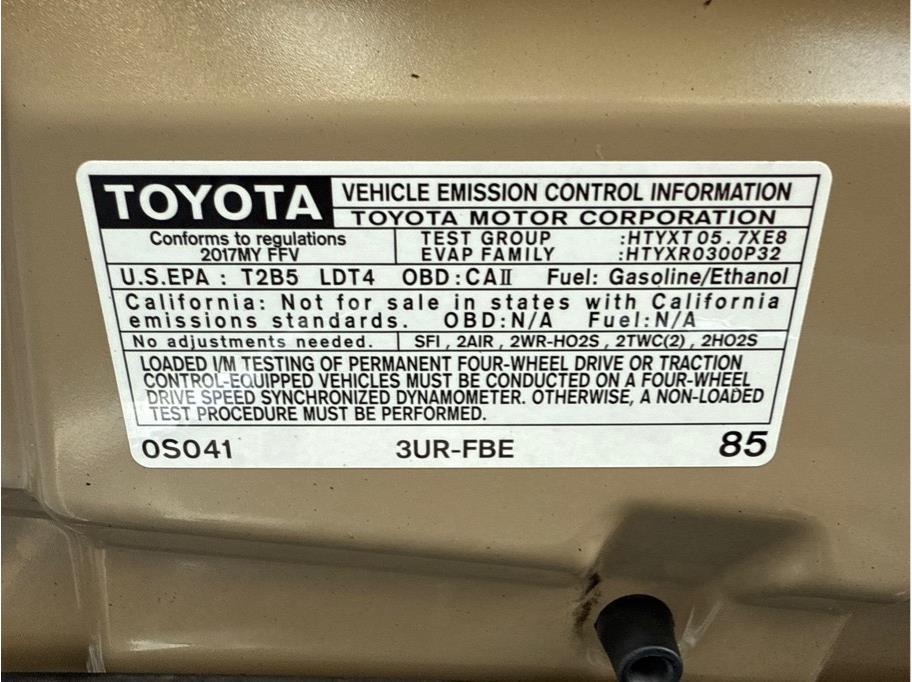 TOYOTA
VEHICLE EMISSION CONTROL INFORMATION
TOYOTA MOTOR CORPORATION
Conforms to regulations
2017MY FFV
TEST GROUP :HTYXT05.7XE8
EVAP FAMILY :HTYXR0300P32
U.S.EPA : T2B5 LDT4 OBD:CAⅡ Fuel: Gasoline/Ethanol
California: Not for sale in states with California
emissions standards. OBD:N/A Fuel:N/A
No adjustments needed.
SFI, 2AIR, 2WR-HO2S, 2TWC(2), 2HO2S
LOADED I/M TESTING OF PERMANENT FOUR-WHEEL DRIVE OR TRACTION
CONTROL-EQUIPPED VEHICLES MUST BE CONDUCTED ON A FOUR-WHEEL
DRIVE SPEED SYNCHRONIZED DYNAMOMETER. OTHERWISE, A NON-LOADED
TEST PROCEDURE MUST BE PERFORMED.
0S041 3UR-FBE 85